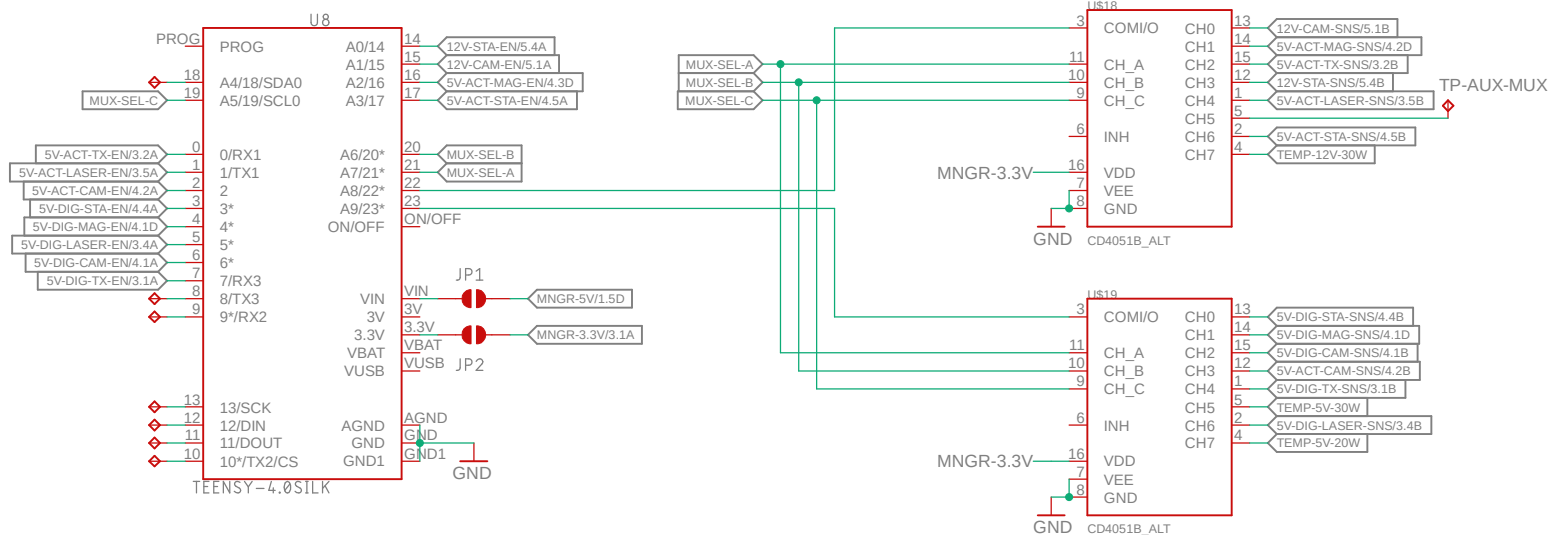 U8
PROG
PROG
A0/14
14
12V-STA-EN/5.4A
A1/15
15
12V-CAM-EN/5.1A
18
A4/18/SDA0
A2/16
16
5V-ACT-MAG-EN/4.3D
MUX-SEL-C
19
A5/19/SCL0
A3/17
17
5V-ACT-STA-EN/4.5A
5V-ACT-TX-EN/3.2A
0
0/RX1
A6/20*
20
MUX-SEL-B
5V-ACT-LASER-EN/3.5A
1
1/TX1
A7/21*
21
MUX-SEL-A
5V-ACT-CAM-EN/4.2A
2
2
A8/22*
22
5V-DIG-STA-EN/4.4A
3
3*
A9/23*
23
5V-DIG-MAG-EN/4.1D
4
4*
ON/OFF
ON/OFF
5V-DIG-LASER-EN/3.4A
5
5*
5V-DIG-CAM-EN/4.1A
6
6*
5V-DIG-TX-EN/3.1A
7
7/RX3
8
8/TX3
VIN
VIN
JP1
MNGR-5V/1.5D
9
9*/RX2
3V
3V
3.3V
3.3V
MNGR-3.3V/3.1A
VBAT
VBAT
JP2
VUSB
VUSB
13
13/SCK
12
12/DIN
AGND
AGND
11
11/DOUT
GND
GND
10
10*/TX2/CS
GND1
GND1
GND
TEENSY-4.0SILK
MUX-SEL-A
MUX-SEL-B
MUX-SEL-C
U$18
3
COMI/O
CH0
13
12V-CAM-SNS/5.1B
CH1
14
5V-ACT-MAG-SNS/4.2D
11
CH_A
CH2
15
5V-ACT-TX-SNS/3.2B
10
CH_B
CH3
12
12V-STA-SNS/5.4B
9
CH_C
CH4
1
5V-ACT-LASER-SNS/3.5B
CH5
5
TP-AUX-MUX
6
INH
CH6
2
5V-ACT-STA-SNS/4.5B
CH7
4
TEMP-12V-30W
MNGR-3.3V
16
VDD
7
VEE
8
GND
GND
CD4051B_ALT
U$19
3
COMI/O
CH0
13
5V-DIG-STA-SNS/4.4B
CH1
14
5V-DIG-MAG-SNS/4.1D
11
CH_A
CH2
15
5V-DIG-CAM-SNS/4.1B
10
CH_B
CH3
12
5V-ACT-CAM-SNS/4.2B
9
CH_C
CH4
1
5V-DIG-TX-SNS/3.1B
CH5
5
TEMP-5V-30W
6
INH
CH6
2
5V-DIG-LASER-SNS/3.4B
CH7
4
TEMP-5V-20W
MNGR-3.3V
16
VDD
7
VEE
8
GND
GND
CD4051B_ALT